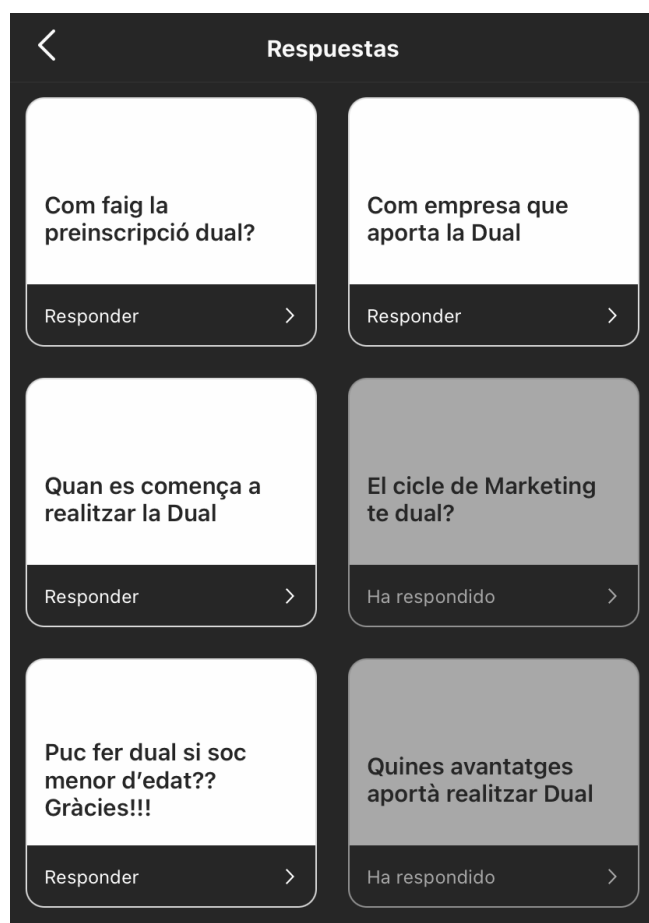 Respuestas
Com faig la
preinscripció dual?
Responder
Com empresa que
aporta la Dual
Responder
Quan es comença a
realitzar la Dual
Responder
El cicle de Marketing
te dual?
Ha respondido
Puc fer dual si soc
menor d'edat??
Gràcies!!!
Responder
Quines avantatges
aportà realitzar Dual
Ha respondido